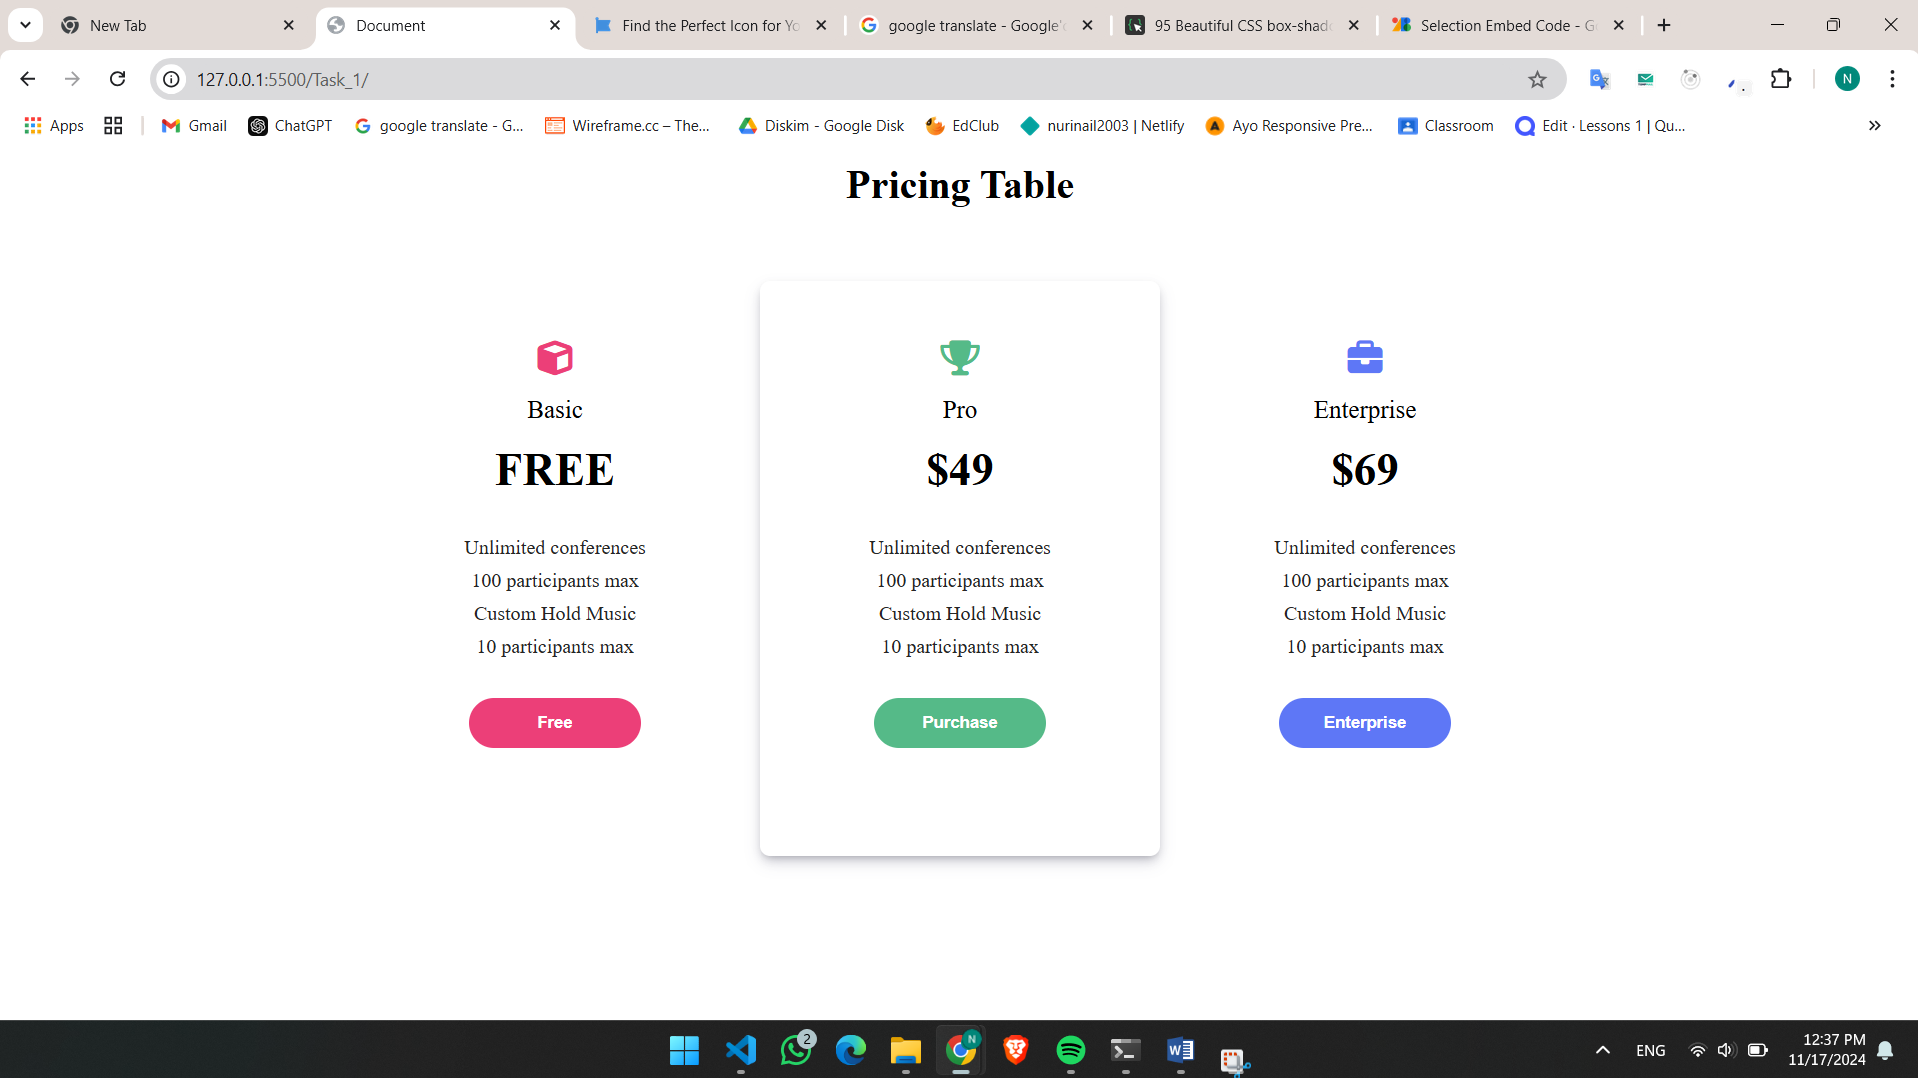 New Tab
Document
Find the Perfect Icon for Yo
google translate - Google'
95 Beautiful CSS box-shad
Selection Embed Code - G
127.0.0.1:5500/Task_1/
N
Apps
Gmail
ChatGPT
google translate - G...
Wireframe.cc – The...
Diskim - Google Disk
EdClub
nurinail2003 | Netlify
Ayo Responsive Pre...
Classroom
Edit · Lessons 1 | Qu...
Pricing Table
Basic
FREE
Unlimited conferences
100 participants max
Custom Hold Music
10 participants max
Free
Pro
$49
Unlimited conferences
100 participants max
Custom Hold Music
10 participants max
Purchase
Enterprise
$69
Unlimited conferences
100 participants max
Custom Hold Music
10 participants max
Enterprise
2
N
ENG
12:37 PM
11/17/2024